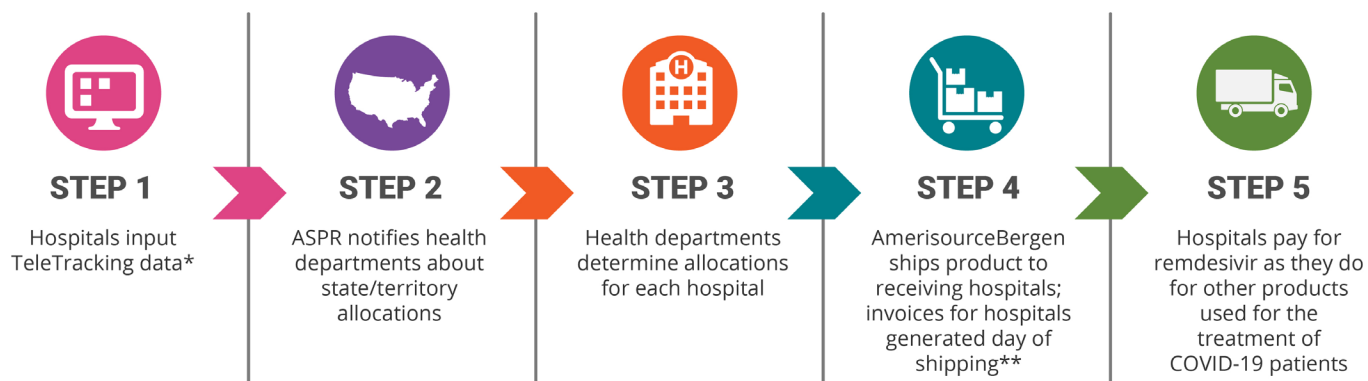 H
STEP 1
Hospitals input
TeleTracking data*
STEP 2
ASPR notifies health
departments about
state/territory
allocations
STEP 3
Health departments
determine allocations
for each hospital
STEP 4
AmerisourceBergen
ships product to
receiving hospitals;
invoices for hospitals
generated day of
shipping**
STEP 5
Hospitals pay for
remdesivir as they do
for other products
used for the
treatment of
COVID-19 patients